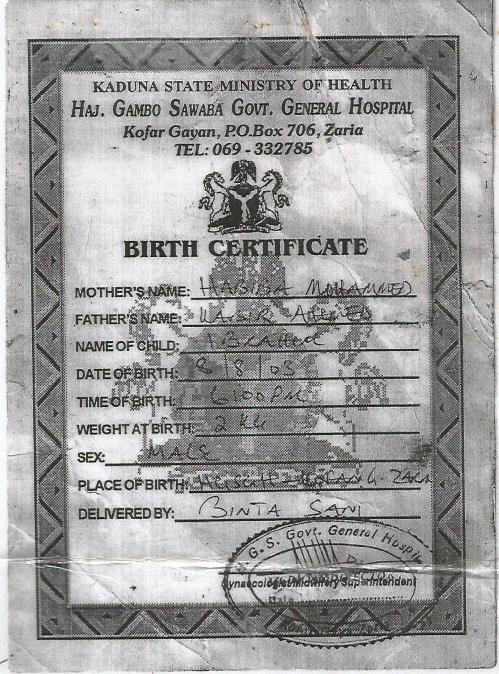 KADUNA STATE MINISTRY OF HEALTH
HAJ. GAMBO SAWABA GOVT. GENERAL HOSPITAL
Kofar Gayan, P.O.Box 706, Zaria
TEL: 069 - 332785
BIRTH CERTIFICATE
MOTHER'S NAME: HABIBA MOHAMMED
FATHER'S NAME:
NAME OF CHILD: IBRAHIM
DATE OF BIRTH: 8/8/03
TIME OF BIRTH: 6:00 PM
WEIGHT AT BIRTH: 2 KG
SEX: MALE
PLACE OF BIRTH:
DELIVERED BY: BINTA SANI
G. S. Govt. General Hospital
Gynaecologist/Midwifery Superintendent
Date